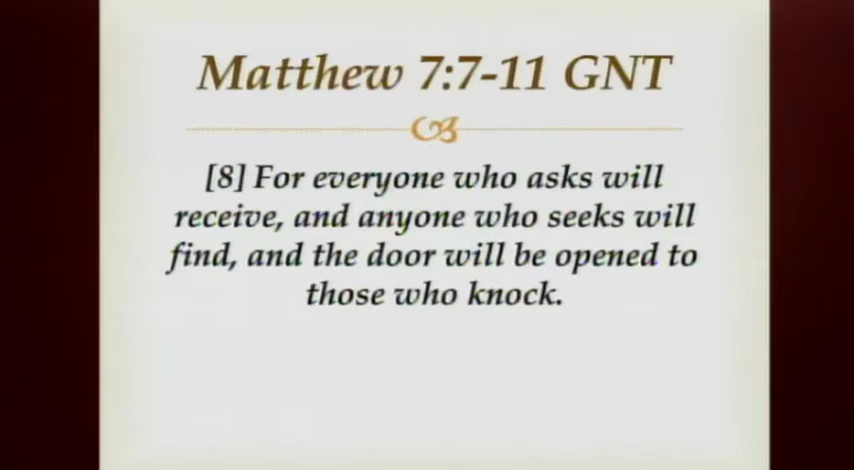 Matthew 7:7-11 GNT
[8] For everyone who asks will
receive, and anyone who seeks will
find, and the door will be opened to
those who knock.